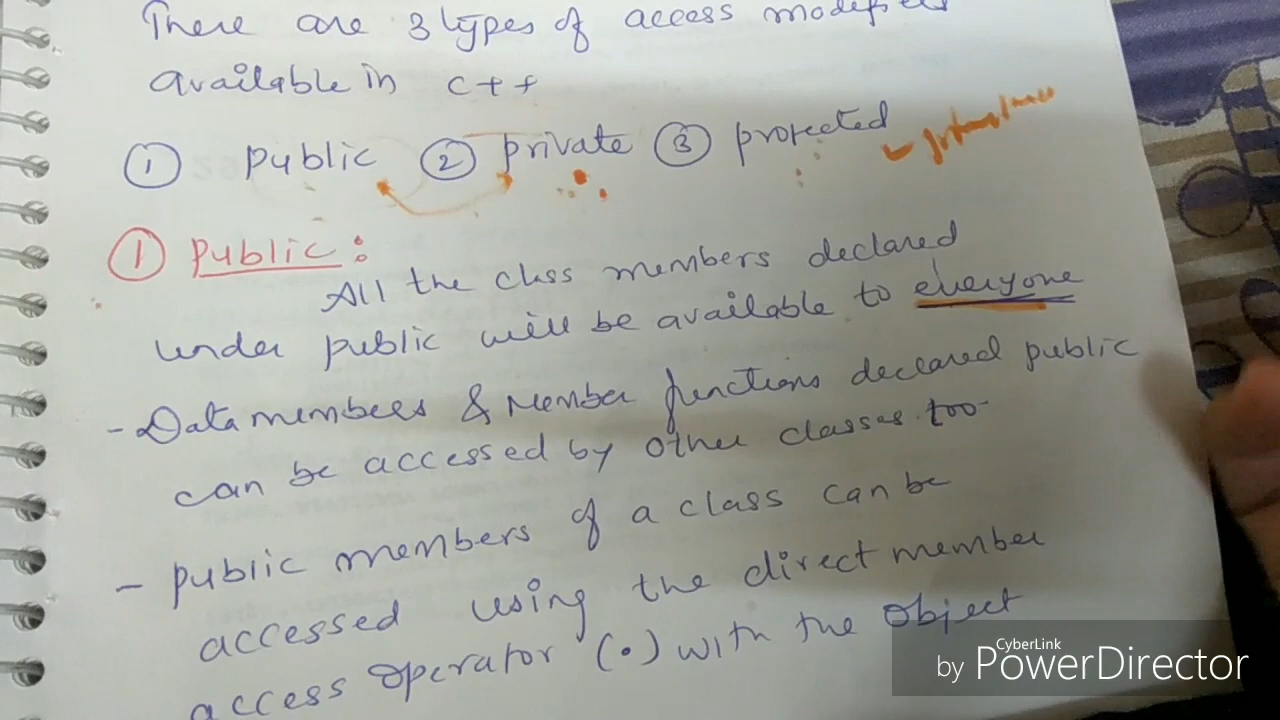 There are 3 types of access modifiers
available in c++
① public ② private ③ protected
① public:
All the class members declared
under public will be available to everyone
- Data members & Member functions declared public
can be accessed by other classes too
- public members of a class can be
accessed using the direct member
access operator (.) with the object
CyberLink
by PowerDirector